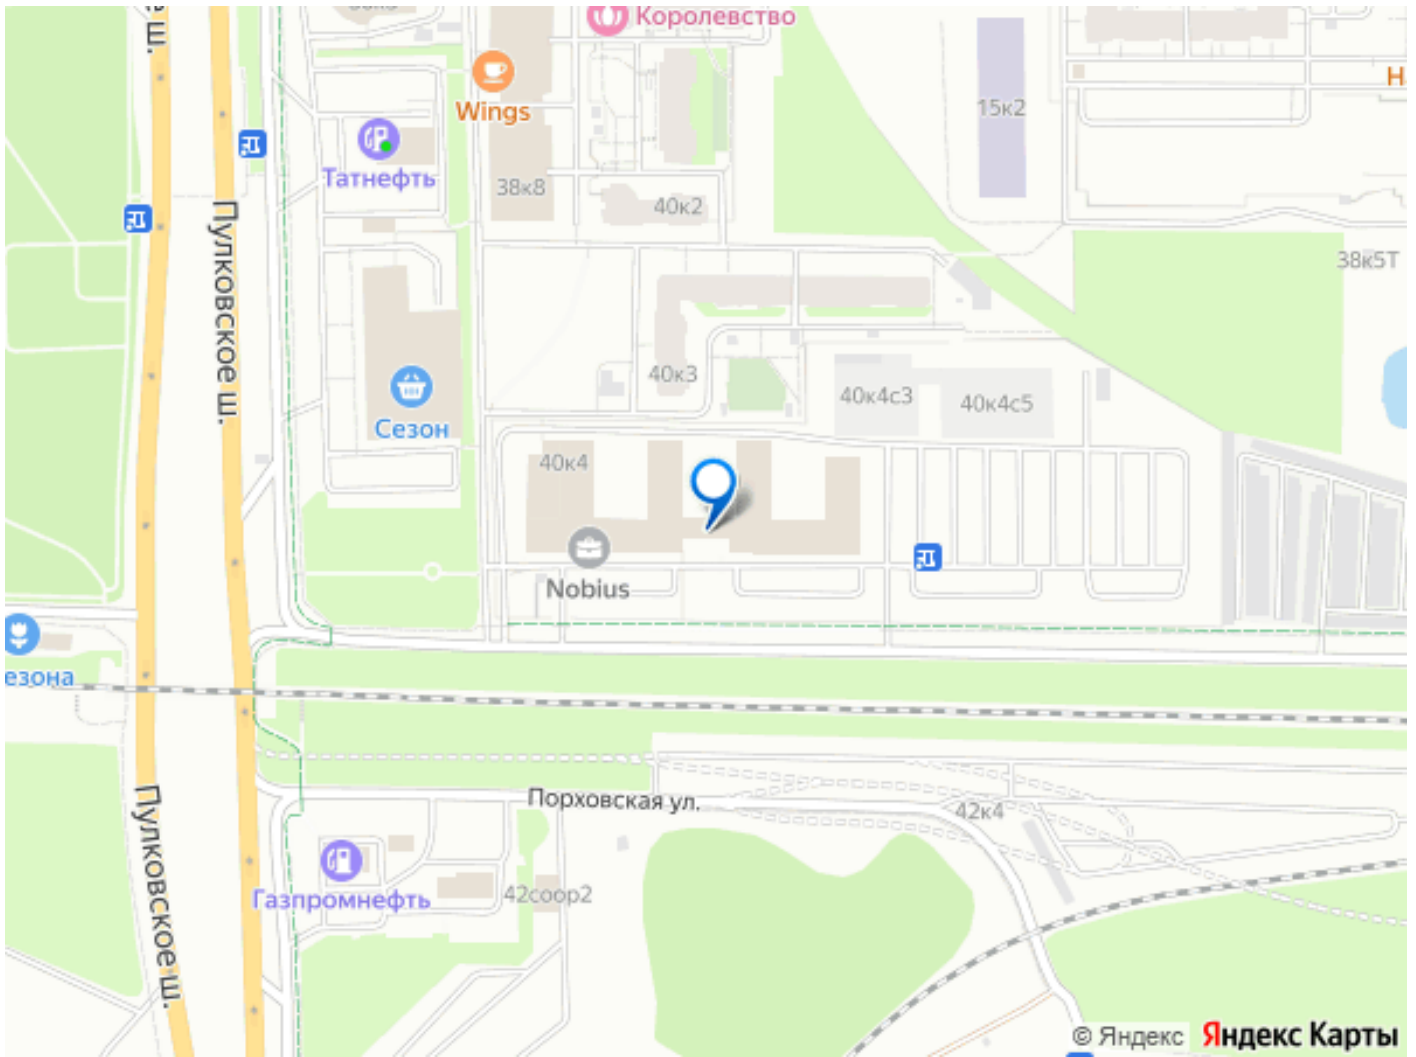 Королевство
ш.
Wings
15к2
Татнефть
38к8
40к2
Пулковское ш.
38к5Т
40к3
40к4с3
40к4с5
Сезон
40к4
Nobius
езона
Порховская ул.
42к4
Пулковское ш.
Газпромнефть
42соор2
© Яндекс Яндекс Карты